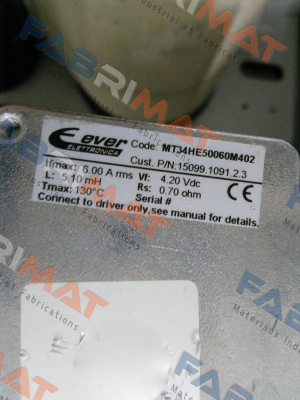 ever
ELETTRONICA
Code: MT34HE50060M402
Cust. P/N:15099.1091.2.3
Ifmax: 6.00 A rms Vf: 4.20 Vdc
L: 5.10 mH Rs: 0.70 ohm
Tmax: 130°C Serial #
Connect to driver only,see manual for details.
CE
FABRIMAT
FABRIMAT
FABRIMAT